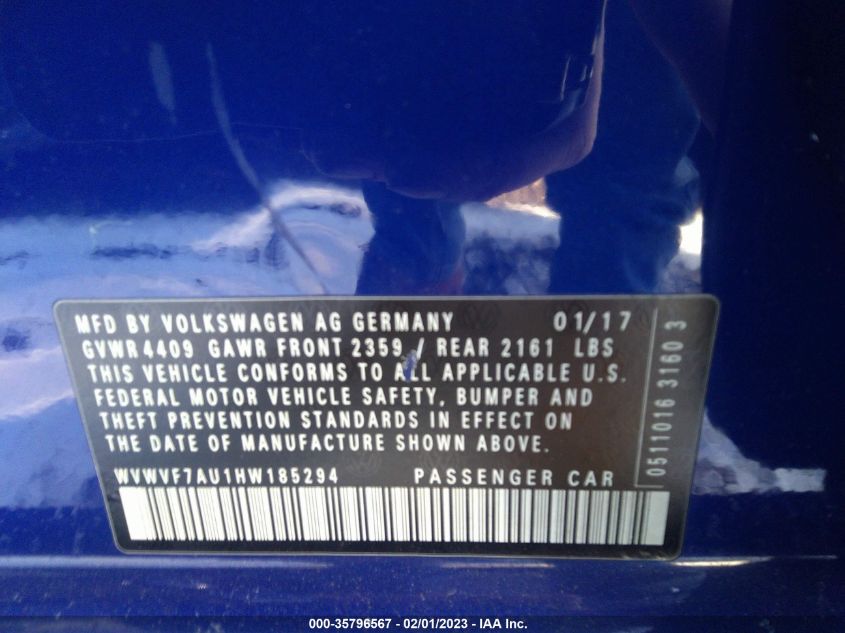 MFD BY VOLKSWAGEN AG GERMANY 01/17
GVWR 4409 GAWR FRONT 2359 / REAR 2161 LBS
THIS VEHICLE CONFORMS TO ALL APPLICABLE U.S.
FEDERAL MOTOR VEHICLE SAFETY, BUMPER AND
THEFT PREVENTION STANDARDS IN EFFECT ON
THE DATE OF MANUFACTURE SHOWN ABOVE.
WVWVF7AU1HW185294 PASSENGER CAR
0511016 3160 3
000-35796567 - 02/01/2023 - IAA Inc.